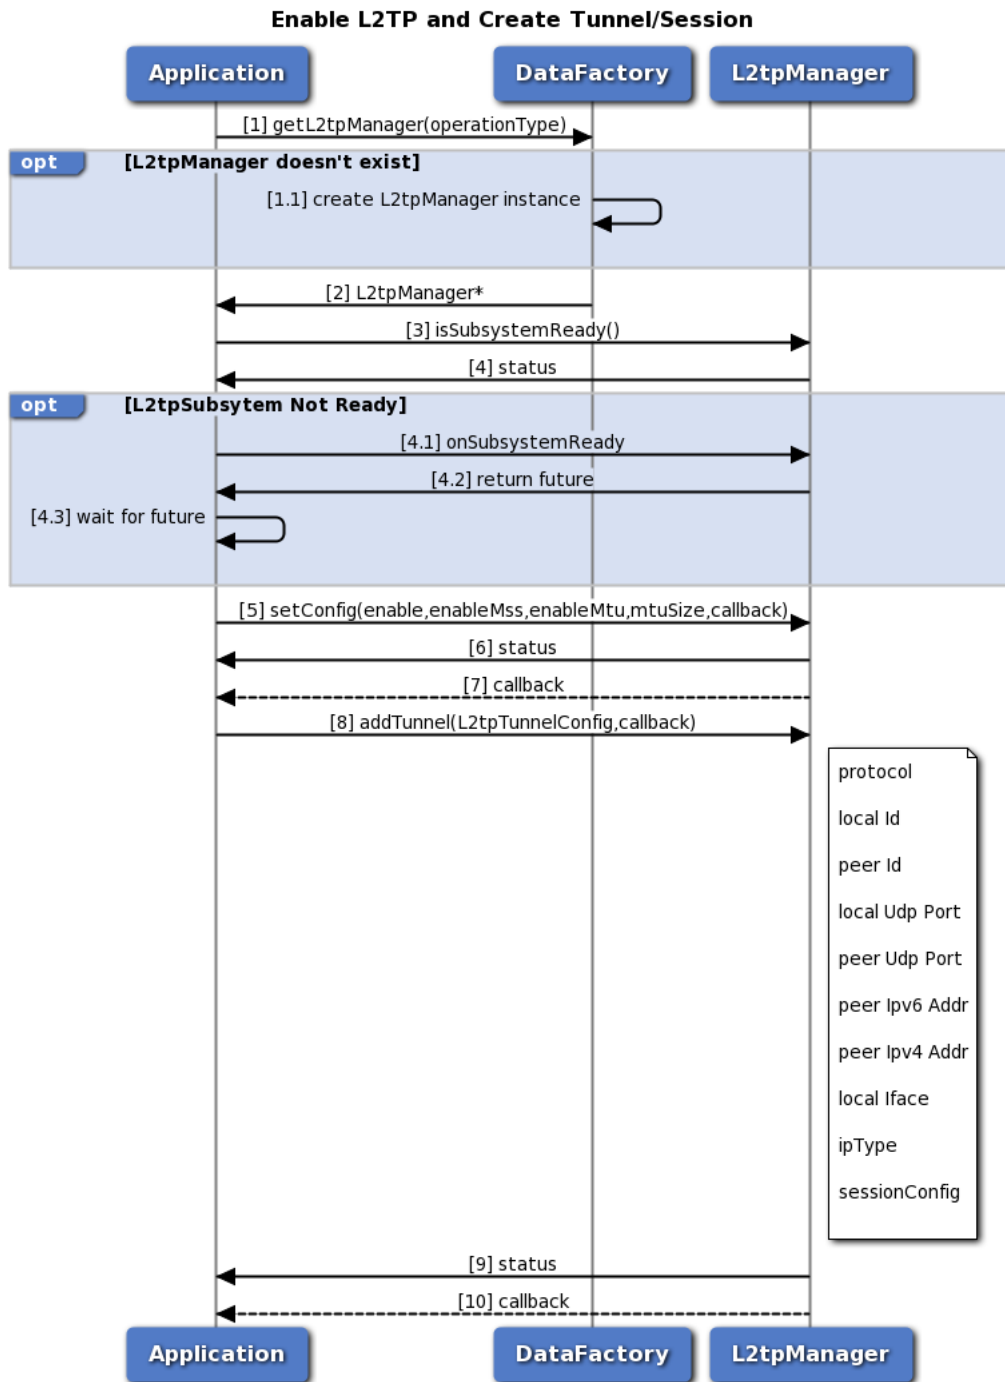 Enable L2TP and Create Tunnel/Session
Application DataFactory L2tpManager
[1] getL2tpManager(operationType)
opt [L2tpManager doesn't exist]
[1.1] create L2tpManager instance
[2] L2tpManager*
[3] isSubsystemReady()
[4] status
opt [L2tpSubsytem Not Ready]
[4.1] onSubsystemReady
[4.2] return future
[4.3] wait for future
[5] setConfig(enable,enableMss,enableMtu,mtuSize,callback)
[6] status
[7] callback
[8] addTunnel(L2tpTunnelConfig,callback)
protocol
local Id
peer Id
local Udp Port
peer Udp Port
peer Ipv6 Addr
peer Ipv4 Addr
local Iface
ipType
sessionConfig
[9] status
[10] callback
Application DataFactory L2tpManager